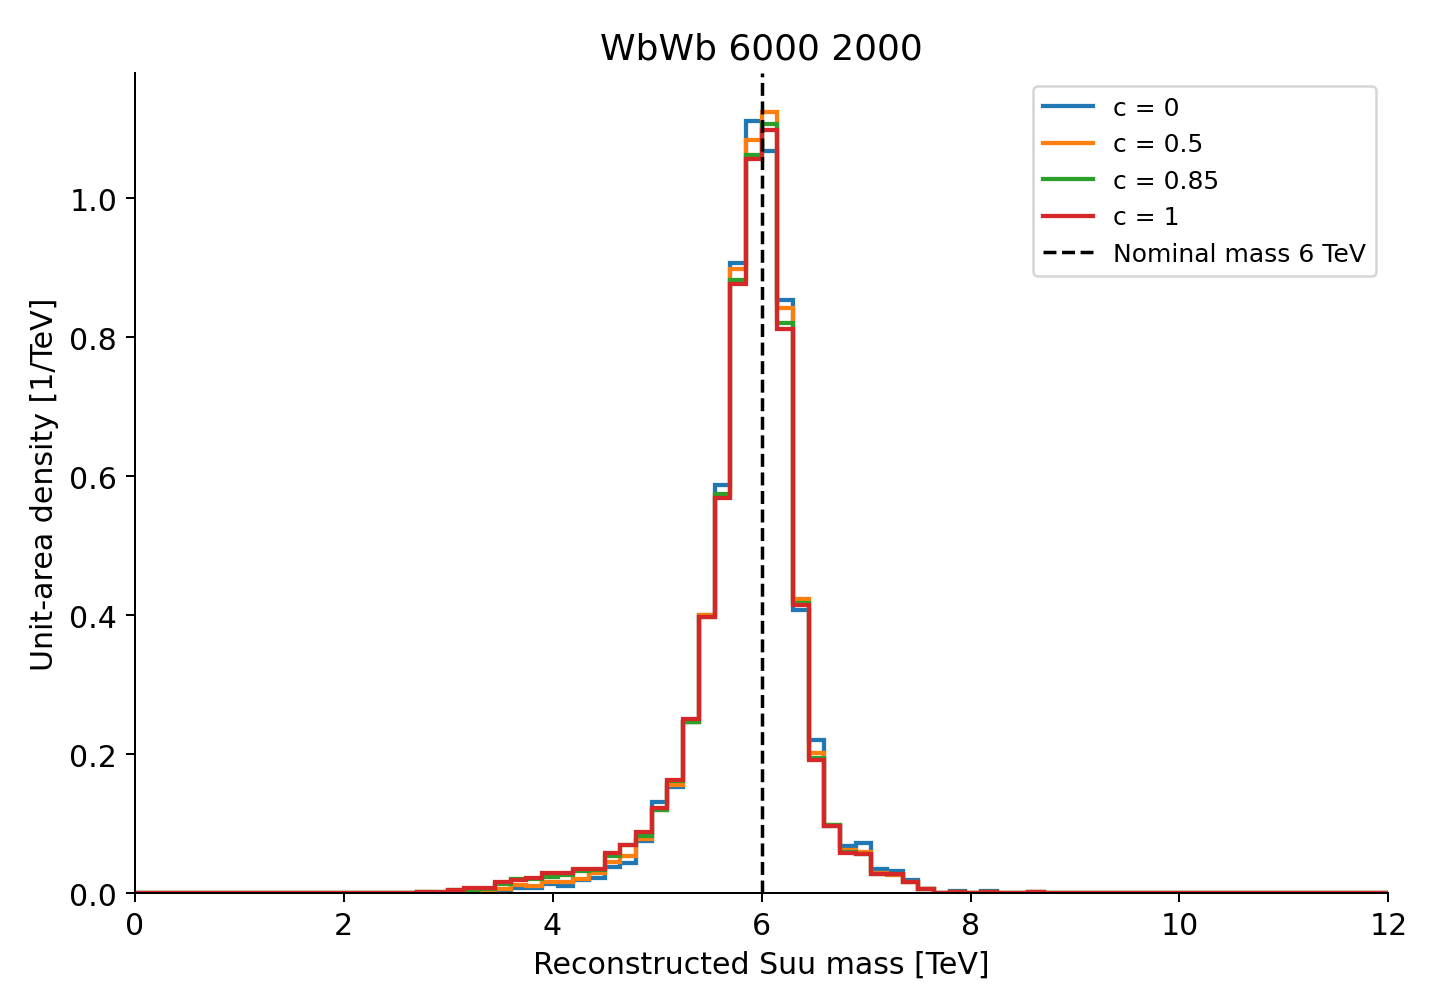 WbWb 6000 2000
c = 0
c = 0.5
c = 0.85
c = 1
Nominal mass 6 TeV
Unit-area density [1/TeV]
1.0
0.8
0.6
0.4
0.2
0.0
0 2 4 6 8 10 12
Reconstructed Suu mass [TeV]